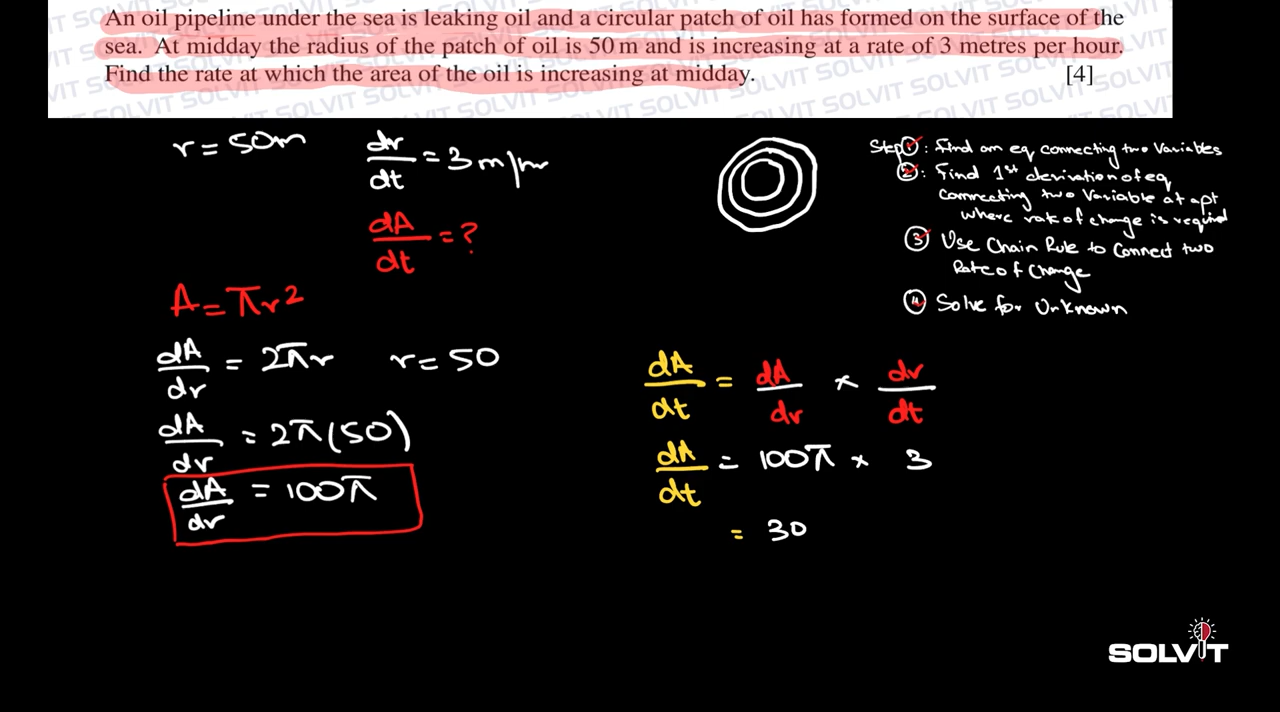 An oil pipeline under the sea is leaking oil and a circular patch of oil has formed on the surface of the
sea. At midday the radius of the patch of oil is 50 m and is increasing at a rate of 3 metres per hour.
Find the rate at which the area of the oil is increasing at midday. [4]
r = 50m
dr/dt = 3 m/hr
dA/dt = ?
A = πr²
dA/dr = 2πr r = 50
dA/dr = 2π(50)
dA/dr = 100π
Step ①: Find an eq connecting two Variables
②: Find 1st derivation of eq
Connecting two Variable at a pt
where rate of change is required
③ Use Chain Rule to Connect two
Rate of Change
④ Solve for Unknown
dA/dt = dA/dr × dr/dt
dA/dt = 100π × 3
= 30
SOLVIT